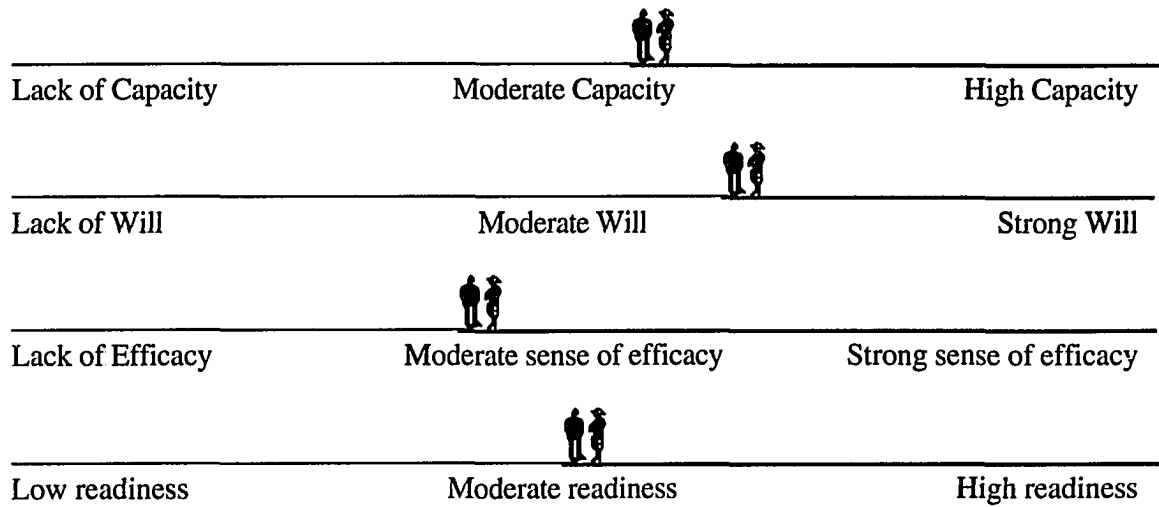 Lack of Capacity Moderate Capacity High Capacity
Lack of Will Moderate Will Strong Will
Lack of Efficacy Moderate sense of efficacy Strong sense of efficacy
Low readiness Moderate readiness High readiness